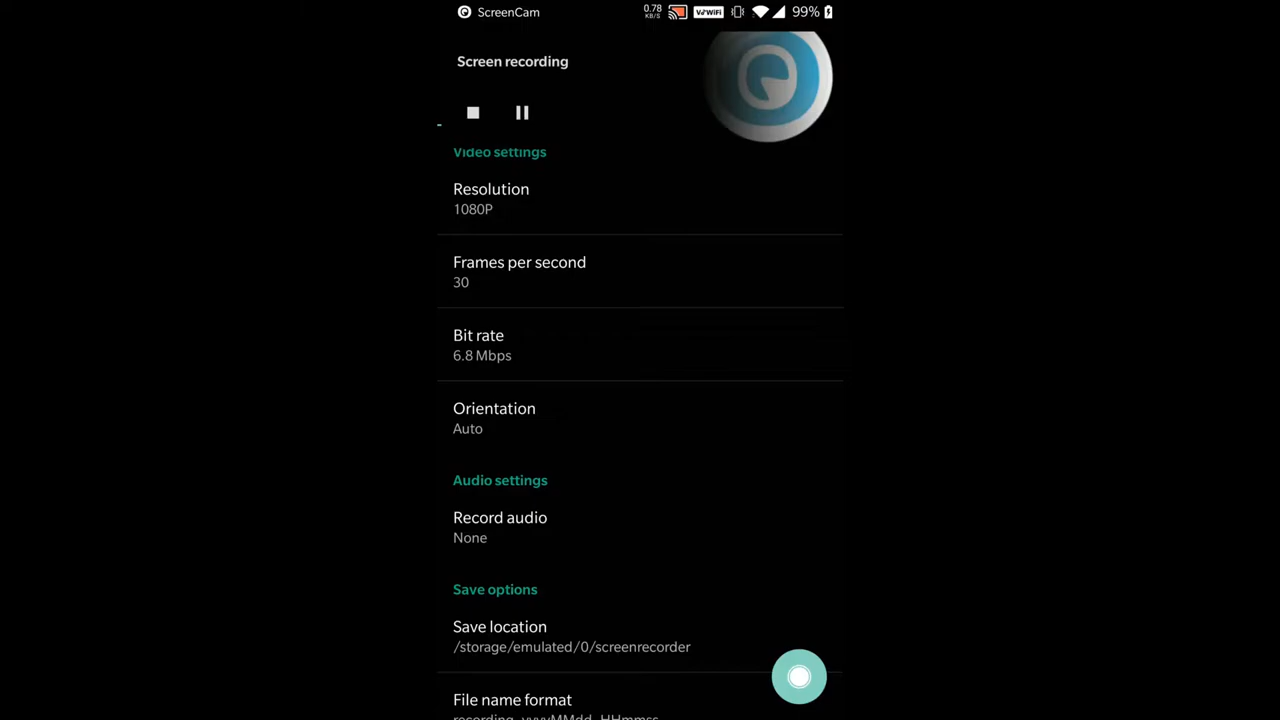 ScreenCam
0.78
KB/S
VoWiFi
99%
Screen recording
Video settings
Resolution
1080P
Frames per second
30
Bit rate
6.8 Mbps
Orientation
Auto
Audio settings
Record audio
None
Save options
Save location
/storage/emulated/0/screenrecorder
File name format
recording_yyyyMMdd_HHmmss